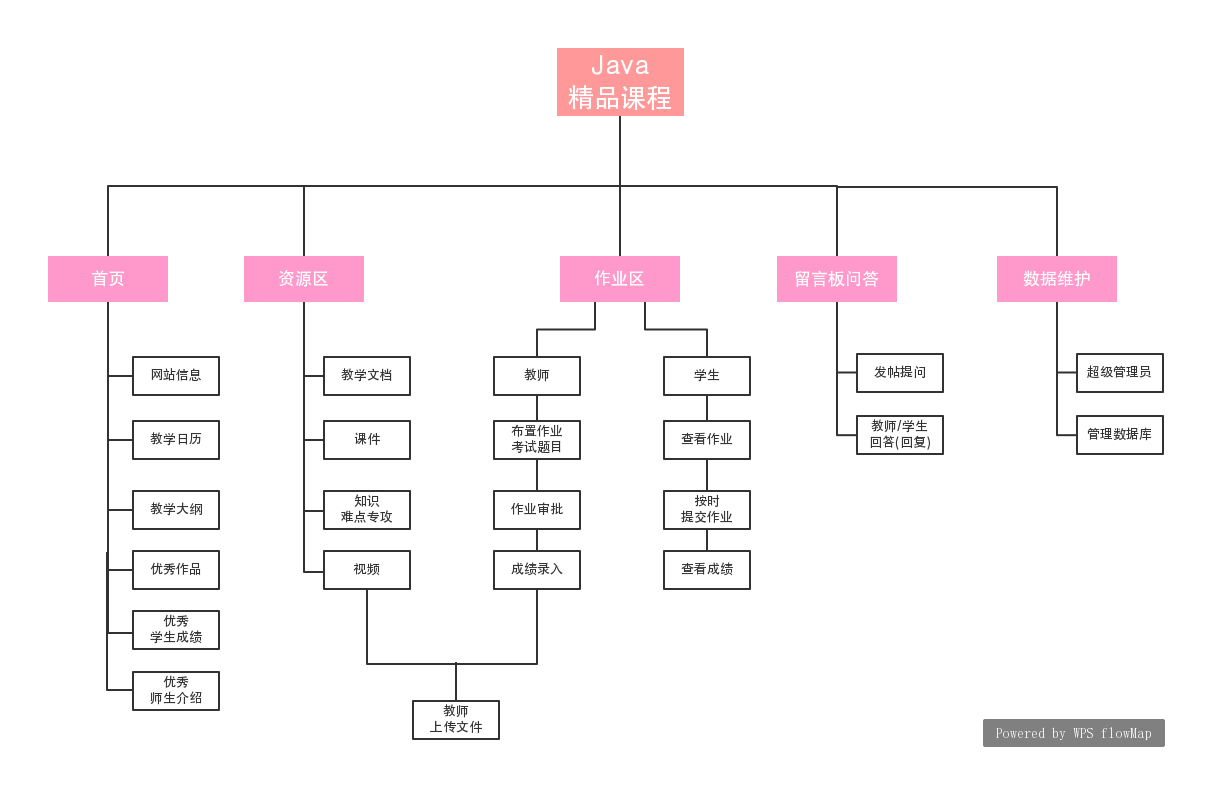 Java
精品课程
首页
资源区
作业区
留言板问答
数据维护
网站信息
教学文档
教师
学生
发帖提问
超级管理员
教学日历
课件
布置作业
考试题目
查看作业
教师/学生
回答(回复)
管理数据库
教学大纲
知识
难点专攻
作业审批
按时
提交作业
优秀作品
视频
成绩录入
查看成绩
优秀
学生成绩
优秀
师生介绍
教师
上传文件
Powered by WPS flowMap